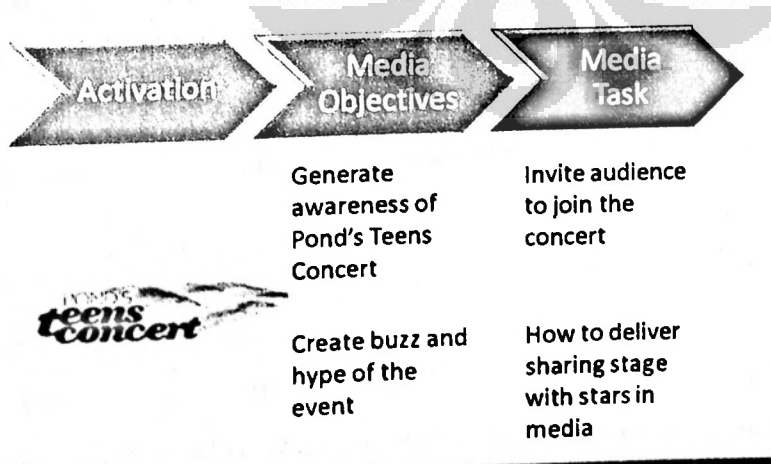 Activation
Media
Objectives
Media
Task
Generate
awareness of
Pond's Teens
Concert
Invite audience
to join the
concert
POND'S
teens
concert
Create buzz and
hype of the
event
How to deliver
sharing stage
with stars in
media